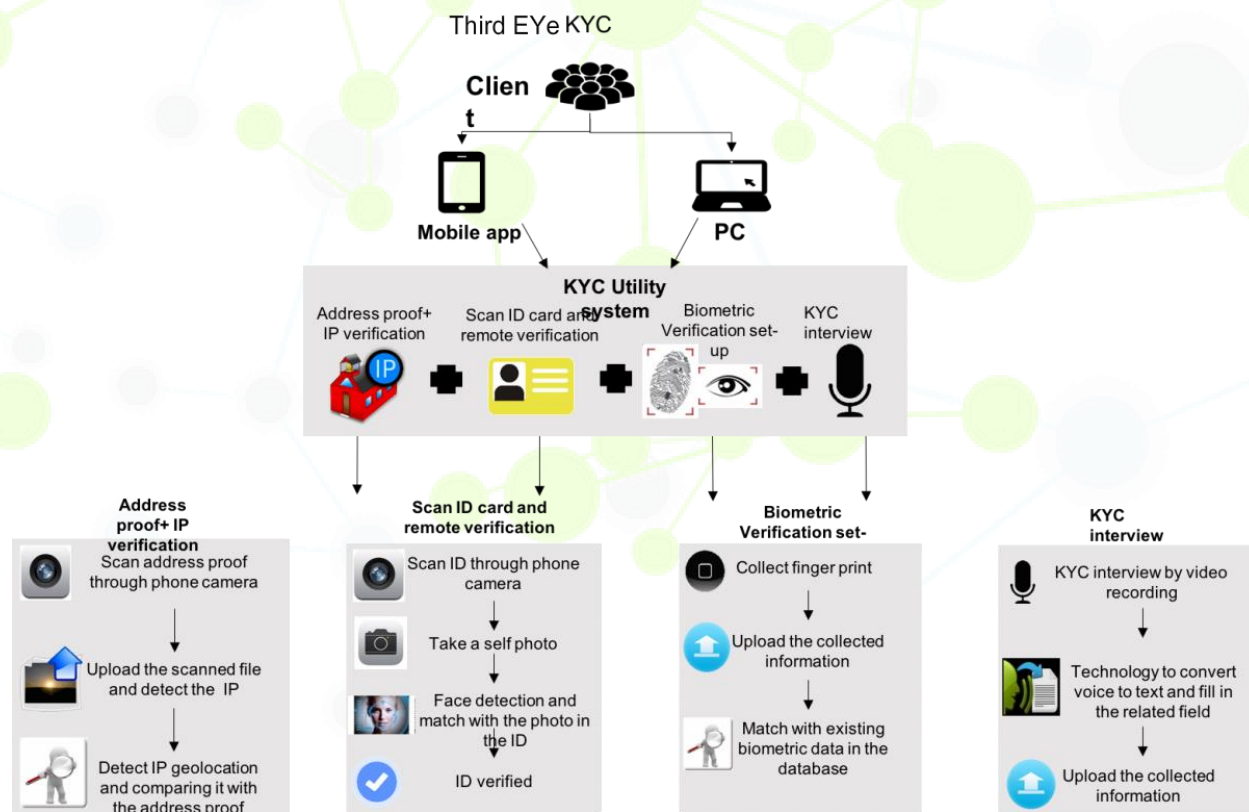 Third EYe KYC
Clien
t
Mobile app
PC
KYC Utility
system
Address proof+
IP verification
Scan ID card and
remote verification
Biometric
Verification set-
up
KYC
interview
IP
Address
proof+ IP
verification
Scan address proof
through phone camera
Upload the scanned file
and detect the IP
Detect IP geolocation
and comparing it with
the address proof
Scan ID card and
remote verification
Scan ID through phone
camera
Take a self photo
Face detection and
match with the photo in
the ID
ID verified
Biometric
Verification set-
Collect finger print
Upload the collected
information
Match with existing
biometric data in the
database
KYC
interview
KYC interview by video
recording
Technology to convert
voice to text and fill in
the related field
Upload the collected
information